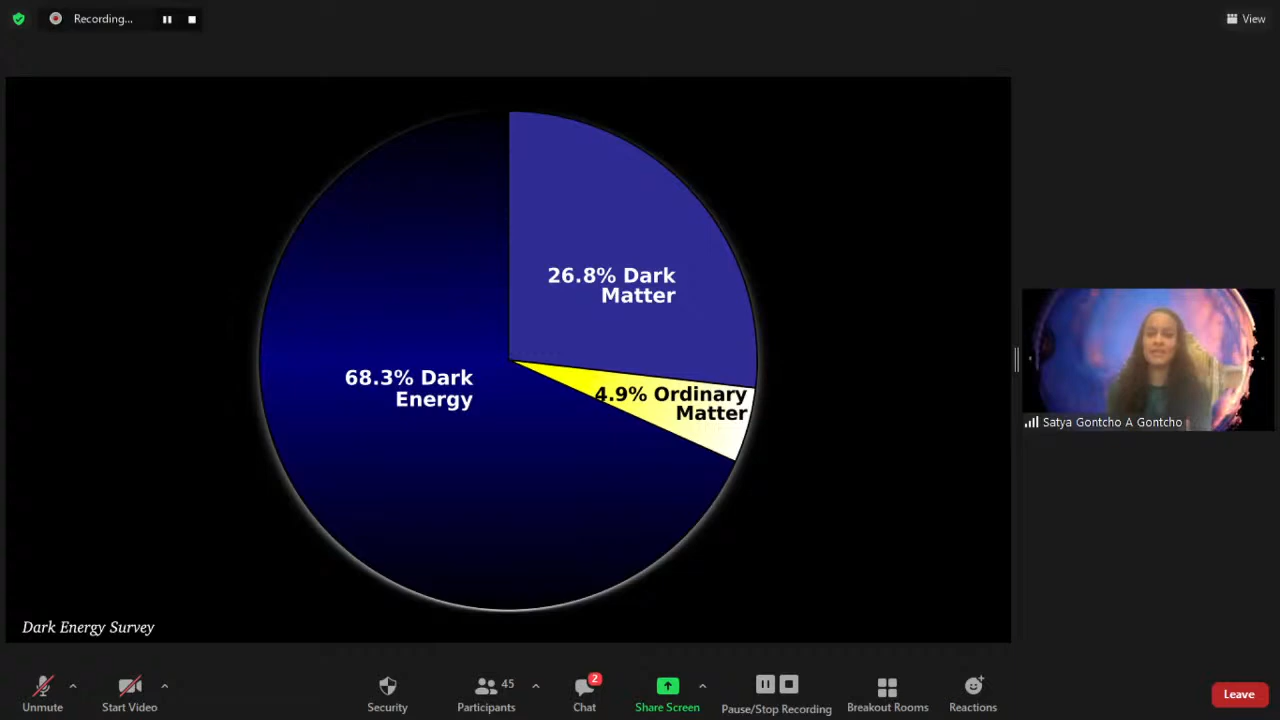 Recording...
View
26.8% Dark
Matter
68.3% Dark
Energy
4.9% Ordinary
Matter
Satya Gontcho A Gontcho
Dark Energy Survey
Unmute
Start Video
Security
45
Participants
2
Chat
Share Screen
Pause/Stop Recording
Breakout Rooms
Reactions
Leave